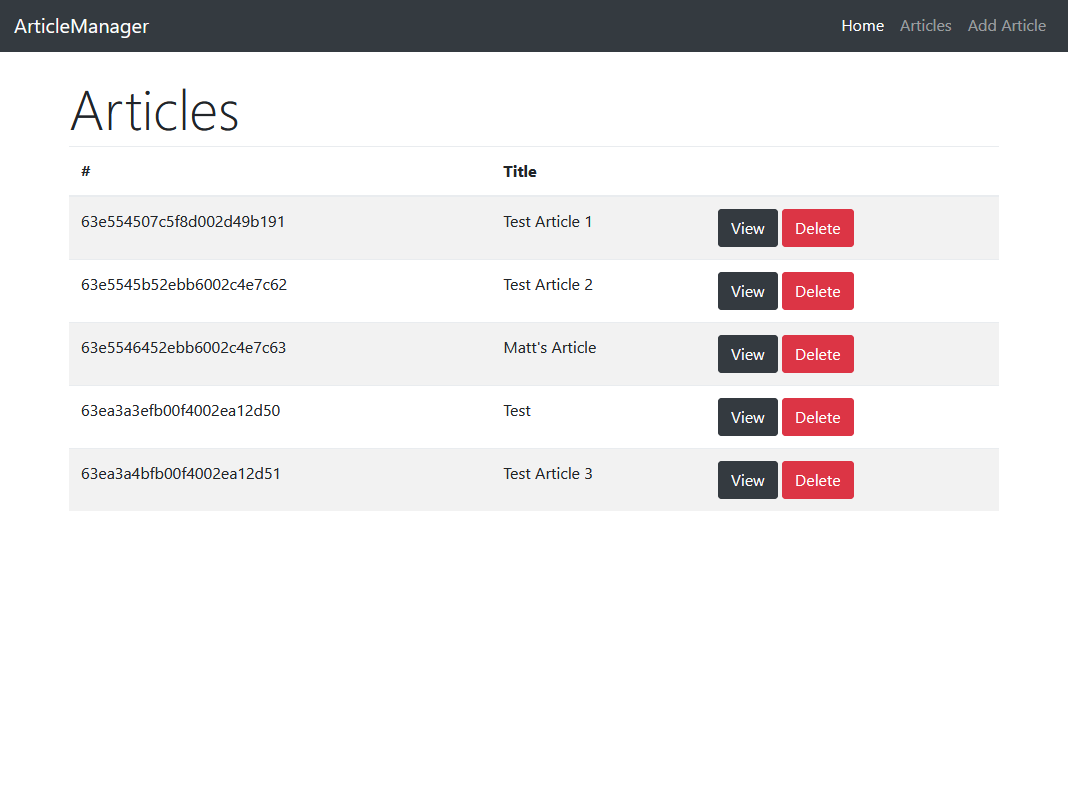 ArticleManager Home Articles Add Article
Articles
# Title
63e554507c5f8d002d49b191 Test Article 1 View Delete
63e5545b52ebb6002c4e7c62 Test Article 2 View Delete
63e5546452ebb6002c4e7c63 Matt's Article View Delete
63ea3a3efb00f4002ea12d50 Test View Delete
63ea3a4bfb00f4002ea12d51 Test Article 3 View Delete